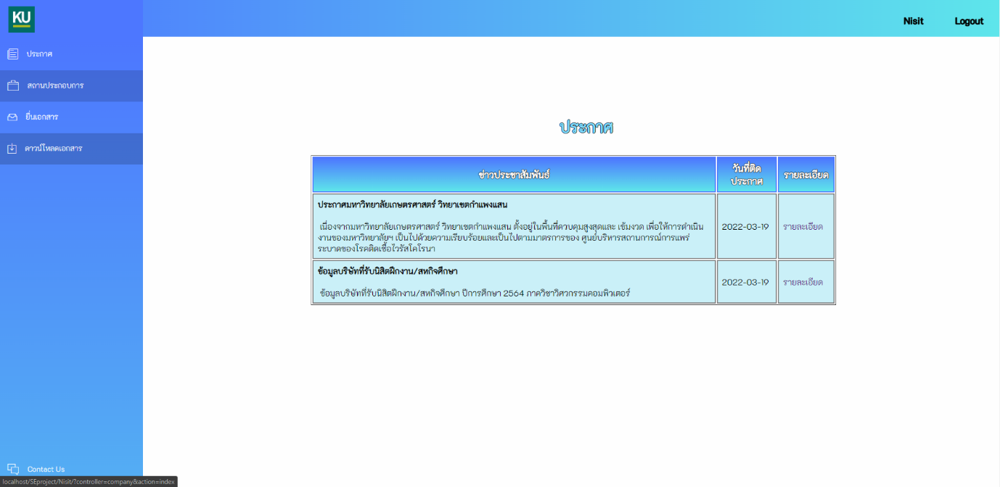 KU
Nisit
Logout
ประกาศ
สถานประกอบการ
ยื่นเอกสาร
ดาวน์โหลดเอกสาร
ประกาศ
ข่าวประชาสัมพันธ์
วันที่ติด
ประกาศ
รายละเอียด
ประกาศมหาวิทยาลัยเกษตรศาสตร์ วิทยาเขตกำแพงแสน
เนื่องจากมหาวิทยาลัยเกษตรศาสตร์ วิทยาเขตกำแพงแสน ตั้งอยู่ในพื้นที่ควบคุมสูงสุดและ เข้มงวด เพื่อให้การดำเนิน
งานของมหาวิทยาลัยฯ เป็นไปด้วยความเรียบร้อยและเป็นไปตามมาตรการของ ศูนย์บริหารสถานการณ์การแพร่
ระบาดของโรคติดเชื้อไวรัสโคโรนา
2022-03-19
รายละเอียด
ข้อมูลบริษัทที่รับนิสิตฝึกงาน/สหกิจศึกษา
ข้อมูลบริษัทที่รับนิสิตฝึกงาน/สหกิจศึกษา ปีการศึกษา 2564 ภาควิชาวิศวกรรมคอมพิวเตอร์
2022-03-19
รายละเอียด
Contact Us
localhost/SEproject/Nisit/?controller=company&action=index